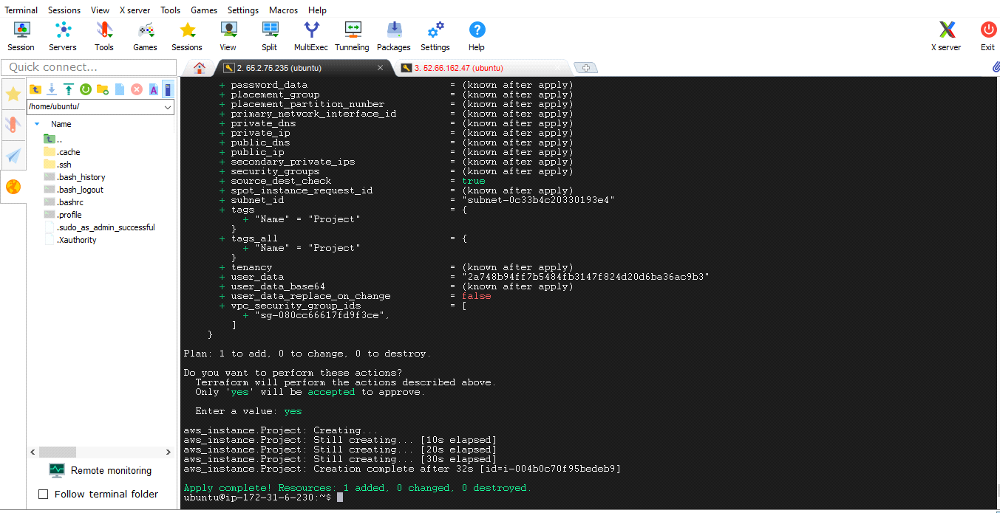 Terminal Sessions View X server Tools Games Settings Macros Help
Session Servers Tools Games Sessions View Split MultiExec Tunneling Packages Settings Help X server Exit
Quick connect...
2. 65.2.75.235 (ubuntu)
3. 52.66.162.47 (ubuntu)
/home/ubuntu/
Name
..
.cache
.ssh
.bash_history
.bash_logout
.bashrc
.profile
.sudo_as_admin_successful
.Xauthority
Remote monitoring
Follow terminal folder
+ password_data = (known after apply)
+ placement_group = (known after apply)
+ placement_partition_number = (known after apply)
+ primary_network_interface_id = (known after apply)
+ private_dns = (known after apply)
+ private_ip = (known after apply)
+ public_dns = (known after apply)
+ public_ip = (known after apply)
+ secondary_private_ips = (known after apply)
+ security_groups = (known after apply)
+ source_dest_check = true
+ spot_instance_request_id = (known after apply)
+ subnet_id = "subnet-0c33b4c20330193e4"
+ tags = {
+ "Name" = "Project"
}
+ tags_all = {
+ "Name" = "Project"
}
+ tenancy = (known after apply)
+ user_data = "2a748b94ff7b5484fb3147f824d20d6ba36ac9b3"
+ user_data_base64 = (known after apply)
+ user_data_replace_on_change = false
+ vpc_security_group_ids = [
+ "sg-080cc66617fd9f3ce",
]
}
Plan: 1 to add, 0 to change, 0 to destroy.
Do you want to perform these actions?
Terraform will perform the actions described above.
Only 'yes' will be accepted to approve.
Enter a value: yes
aws_instance.Project: Creating...
aws_instance.Project: Still creating... [10s elapsed]
aws_instance.Project: Still creating... [20s elapsed]
aws_instance.Project: Still creating... [30s elapsed]
aws_instance.Project: Creation complete after 32s [id=i-004b0c70f95bedeb9]
Apply complete! Resources: 1 added, 0 changed, 0 destroyed.
ubuntu@ip-172-31-6-230:~$